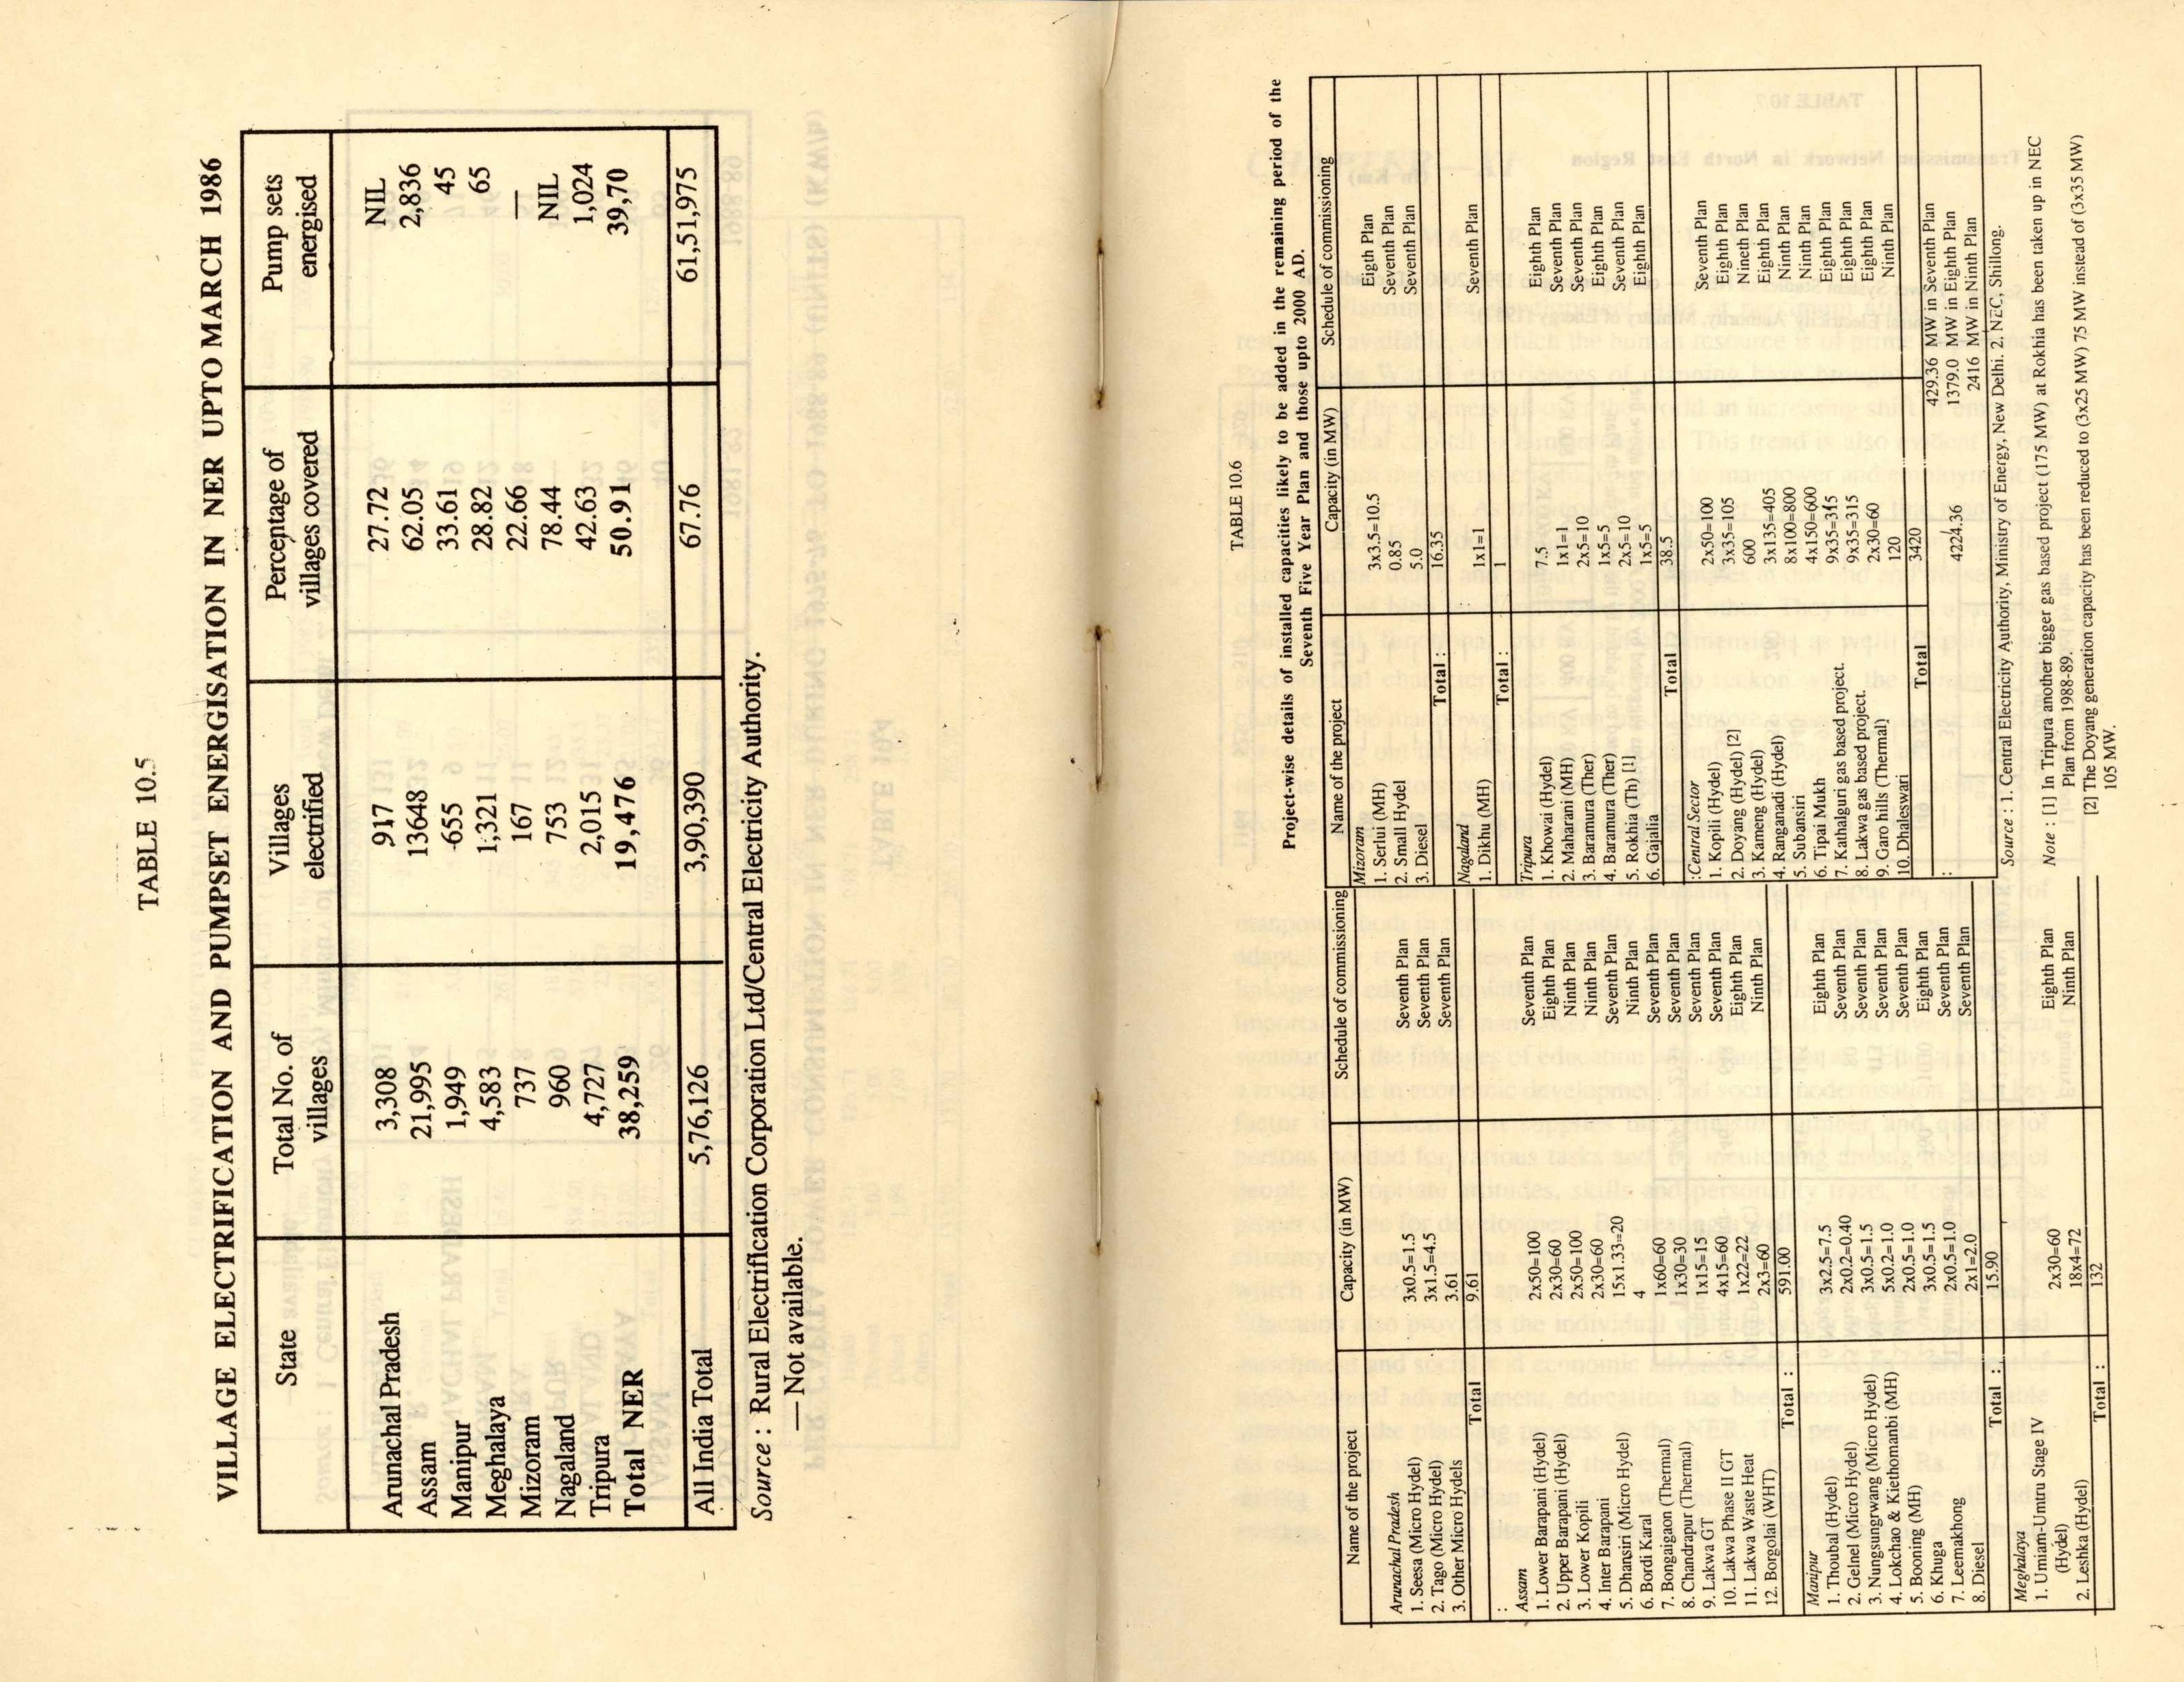 TABLE 10.5
VILLAGE ELECTRIFICATION AND PUMPSET ENERGISATION IN NER UPTO MARCH 1986
State Total No. of villages Villages electrified Percentage of villages covered Pump sets energised
Arunachal Pradesh 3,308 917 27.72 NIL
Assam 21,995 13648 62.05 2,836
Manipur 1,949 655 33.61 45
Meghalaya 4,583 1,321 28.82 65
Mizoram 737 167 22.66 —
Nagaland 960 753 78.44 NIL
Tripura 4,727 2,015 42.63 1,024
Total NER 38,259 19,476 50.91 39,70
All India Total 5,76,126 3,90,390 67.76 61,51,975
Source : Rural Electrification Corporation Ltd/Central Electricity Authority.
— Not available.
TABLE 10.6
Project-wise details of installed capacities likely to be added in the remaining period of the
Seventh Five Year Plan and those upto 2000 AD.
Name of the project Capacity (in MW) Schedule of commissioning
Arunachal Pradesh
1. Seesa (Micro Hydel) 3x0.5=1.5 Seventh Plan
2. Tago (Micro Hydel) 3x1.5=4.5 Seventh Plan
3. Other Micro Hydels 3.61 Seventh Plan
Total : 9.61
:
Assam
1. Lower Barapani (Hydel) 2x50=100 Seventh Plan
2. Upper Barapani (Hydel) 2x30=60 Eighth Plan
3. Lower Kopili 2x50=100 Ninth Plan
4. Inter Barapani 2x30=60 Ninth Plan
5. Dhansiri (Micro Hydel) 15x1.33=20 Seventh Plan
6. Bordi Karal 4 Ninth Plan
7. Bongaigaon (Thermal) 1x60=60 Seventh Plan
8. Chandrapur (Thermal) 1x30=30 Seventh Plan
9. Lakwa GT 1x15=15 Seventh Plan
10. Lakwa Phase II GT 4x15=60 Seventh Plan
11. Lakwa Waste Heat 1x22=22 Eighth Plan
12. Borgolai (WHT) 2x3=60 Ninth Plan
Total : 591.00
Manipur
1. Thoubal (Hydel) 3x2.5=7.5 Eighth Plan
2. Gelnel (Micro Hydel) 2x0.2=0.40 Seventh Plan
3. Nungsungrwang (Micro Hydel) 3x0.5=1.5 Seventh Plan
4. Lokchao & Kiethomanbi (MH) 5x0.2=1.0 Seventh Plan
5. Booning (MH) 2x0.5=1.0 Seventh Plan
6. Khuga 3x0.5=1.5 Eighth Plan
7. Leemakhong 2x0.5=1.0 Seventh Plan
8. Diesel 2x1=2.0 Seventh Plan
Total : 15.90
Meghalaya
1. Umiam Umtru Stage IV
(Hydel) 2x30=60 Eighth Plan
2. Leshka (Hydel) 18x4=72 Ninth Plan
Total : 132
Name of the project Capacity (in MW) Schedule of commissioning
Mizoram
1. Serlui (MH) 3x3.5=10.5 Eigth Plan
2. Small Hydel 0.85 Seventh Plan
3. Diesel 5.0 Seventh Plan
Total : 16.35
Nagaland
1. Dikhu (MH) 1x1=1 Seventh Plan
Total : 1
Tripura
1. Khowai (Hydel) 7.5 Eighth Plan
2. Maharani (MH) 1x1=1 Seventh Plan
3. Baramura (Ther) 2x5=10 Seventh Plan
4. Baramura (Ther) 1x5=5 Eighth Plan
5. Rokhia (Th) [1] 2x5=10 Seventh Plan
6. Gajalia 1x5=5 Eighth Plan
Total 38.5
:Central Sector
1. Kopili (Hydel) 2x50=100 Seventh Plan
2. Doyang (Hydel) [2] 3x35=105 Eighth Plan
3. Kameng (Hydel) 600 Nineth Plan
4. Ranganadi (Hydel) 3x135=405 Eighth Plan
5. Subansiri 8x100=800 Ninth Plan
6. Tipai Mukh 4x150=600 Ninth Plan
7. Kathalguri gas based project. 9x35=315 Eighth Plan
8. Lakwa gas based project. 9x35=315 Eighth Plan
9. Garo hills (Thermal) 2x30=60 Eighth Plan
10. Dhaleswari 120 Ninth Plan
Total 3420
429.36 MW in Seventh Plan
: 4224.36 1379.0 MW in Eighth Plan
2416 MW in Ninth Plan
Source : 1. Central Electricity Authority, Ministry of Energy, New Delhi. 2. NEC, Shillong.
Note : [1] In Tripura another bigger gas based project (175 MW) at Rokhia has been taken up in NEC
Plan from 1988-89.
[2] The Doyang generation capacity has been reduced to (3x25 MW) 75 MW instead of (3x35 MW)
105 MW.